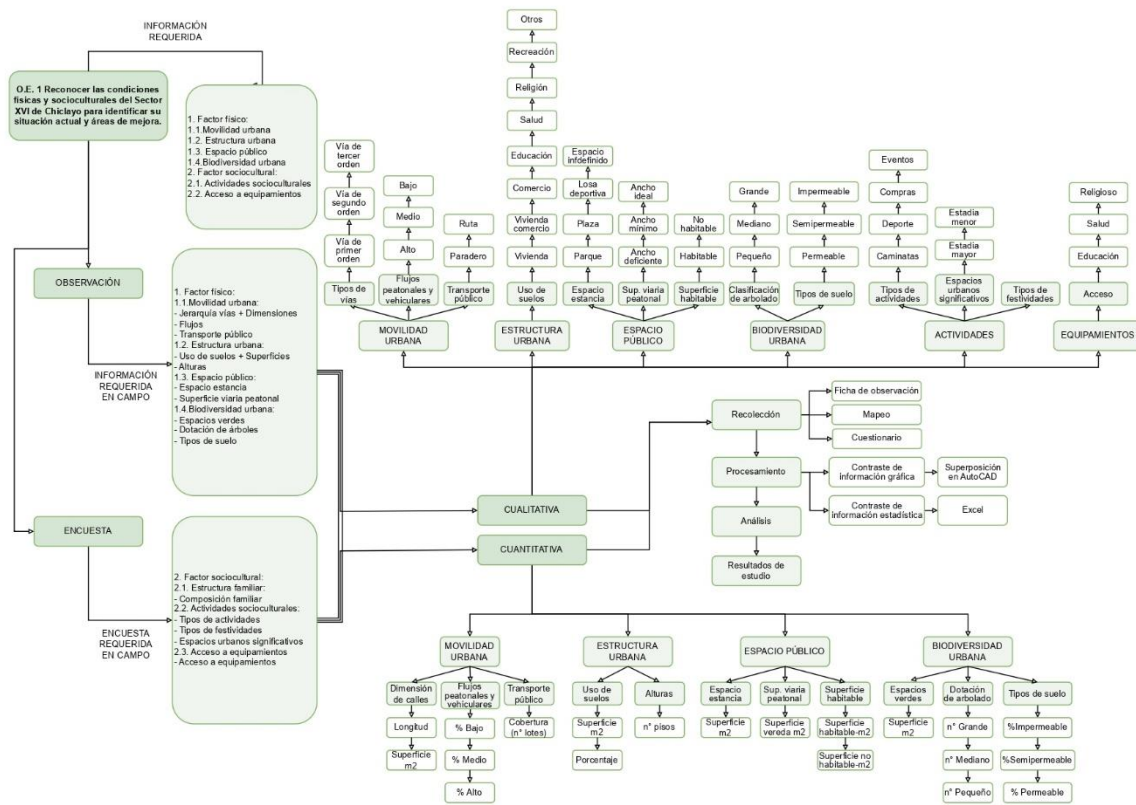 INFORMACIÓN
REQUERIDA
O.E. 1 Reconocer las condiciones
físicas y socioculturales del Sector
XVI de Chiclayo para identificar su
situación actual y áreas de mejora.
1. Factor físico:
1.1.Movilidad urbana
1.2. Estructura urbana
1.3. Espacio público
1.4.Biodiversidad urbana
2. Factor sociocultural:
2.1. Actividades socioculturales
2.2. Acceso a equipamientos
OBSERVACIÓN
INFORMACIÓN
REQUERIDA
EN CAMPO
1. Factor físico:
1.1.Movilidad urbana:
- Jerarquía vías + Dimensiones
- Flujos
- Transporte público
1.2. Estructura urbana:
- Uso de suelos + Superficies
- Alturas
1.3. Espacio público:
- Espacio estancia
- Superficie viaria peatonal
1.4.Biodiversidad urbana:
- Espacios verdes
- Dotación de árboles
- Tipos de suelo
ENCUESTA
ENCUESTA
REQUERIDA
EN CAMPO
2. Factor sociocultural:
2.1. Estructura familiar:
- Composición familiar
2.2. Actividades socioculturales:
- Tipos de actividades
- Tipos de festividades
- Espacios urbanos significativos
2.3. Acceso a equipamientos
- Acceso a equipamientos
Vía de
tercer
orden
Vía de
segundo
orden
Vía de
primer
orden
Tipos de
vías
Bajo
Medio
Alto
Flujos
peatonales y
vehiculares
Ruta
Paradero
Transporte
público
MOVILIDAD
URBANA
Otros
Recreación
Religión
Salud
Educación
Comercio
Vivienda
comercio
Vivienda
Uso de
suelos
ESTRUCTURA
URBANA
Espacio
infdefinido
Losa
deportiva
Plaza
Parque
Espacio
estancia
Ancho
ideal
Ancho
mínimo
Ancho
deficiente
Sup. viaria
peatonal
No
habitable
Habitable
Superficie
habitable
ESPACIO
PÚBLICO
Grande
Mediano
Pequeño
Clasificación
de arbolado
Impermeable
Semipermeable
Permeable
Tipos de suelo
BIODIVERSIDAD
URBANA
Eventos
Compras
Deporte
Caminatas
Tipos de
actividades
Estadía
menor
Estadía
mayor
Espacios
urbanos
significativos
Tipos de
festividades
ACTIVIDADES
Religioso
Salud
Educación
Acceso
EQUIPAMIENTOS
CUALITATIVA
CUANTITATIVA
Recolección
Ficha de observación
Mapeo
Cuestionario
Procesamiento
Contraste de
información gráfica
Superposición
en AutoCAD
Contraste de
información estadística
Excel
Análisis
Resultados de
estudio
MOVILIDAD
URBANA
Dimensión
de calles
Longitud
Superficie
m2
Flujos
peatonales y
vehiculares
% Bajo
% Medio
% Alto
Transporte
público
Cobertura
(n° lotes)
ESTRUCTURA
URBANA
Uso de
suelos
Superficie
m2
Porcentaje
Alturas
n° pisos
ESPACIO PÚBLICO
Espacio
estancia
Superficie
m2
Sup. viaria
peatonal
Superficie
vereda m2
Superficie
habitable
Superficie
habitable-m2
Superficie no
habitable-m2
BIODIVERSIDAD
URBANA
Espacios
verdes
Superficie
m2
Dotación de
arbolado
n° Grande
n° Mediano
n° Pequeño
Tipos de suelo
%Impermeable
%Semipermeable
% Permeable